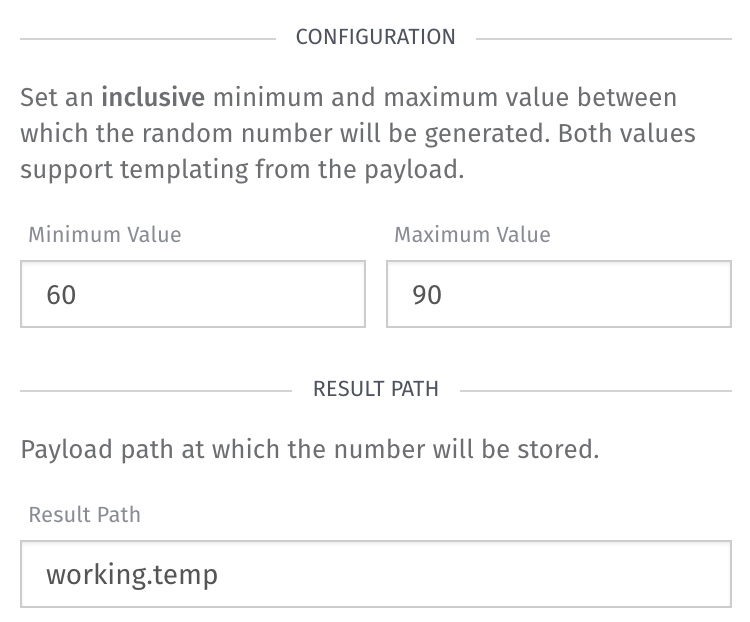 CONFIGURATION
Set an inclusive minimum and maximum value between
which the random number will be generated. Both values
support templating from the payload.
Minimum Value
Maximum Value
60
90
RESULT PATH
Payload path at which the number will be stored.
Result Path
working.temp